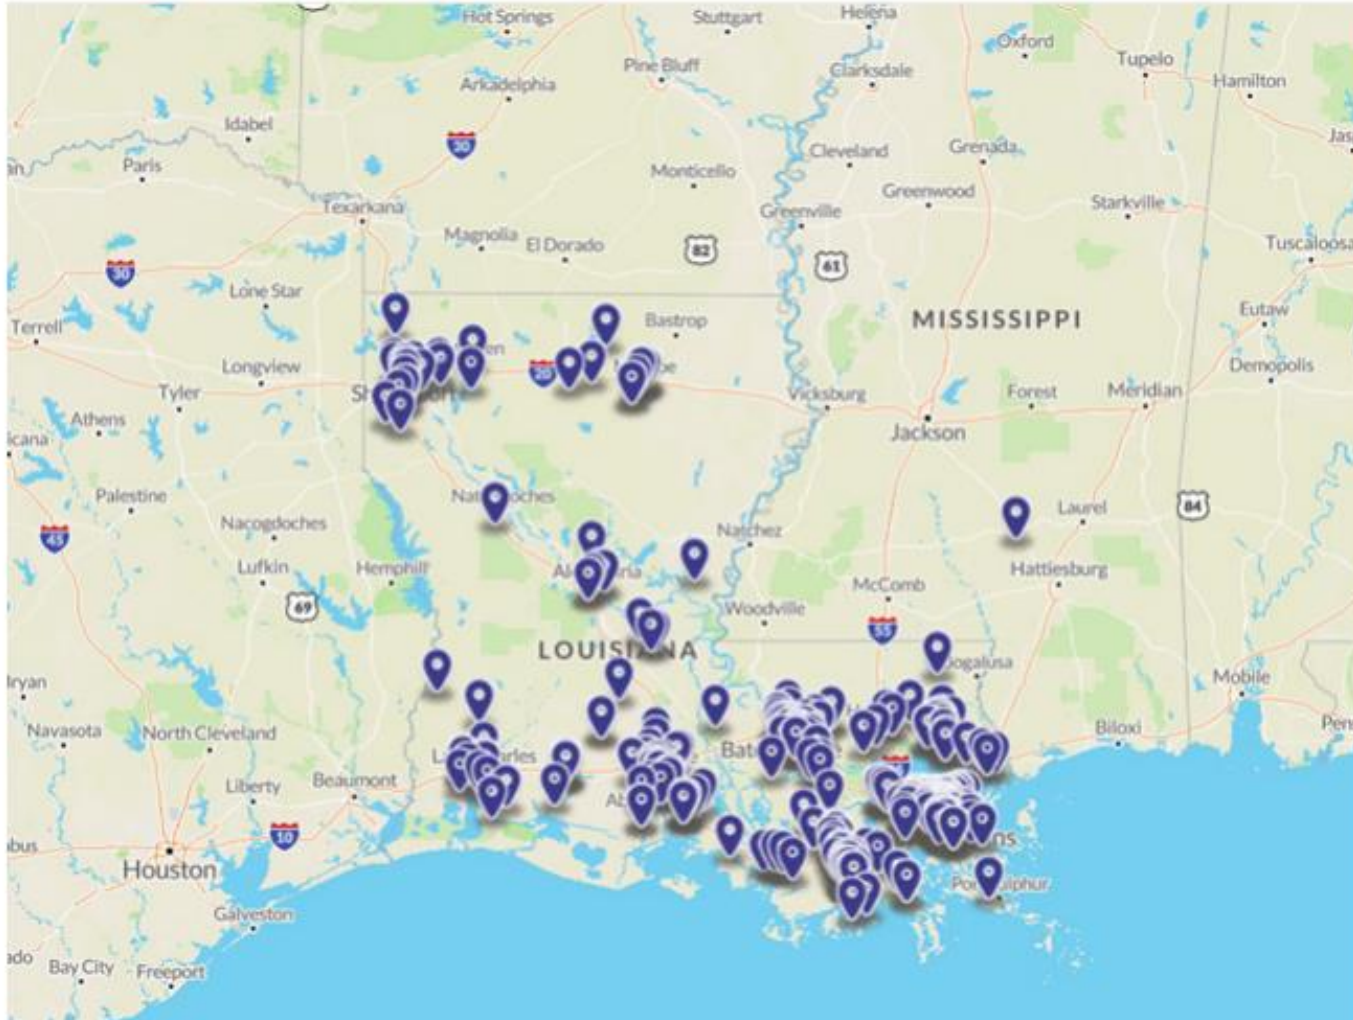 Hot Springs
Stuttgart
Helena
Oxford
Pine Bluff
Clarksdale
Tupelo
Hamilton
Arkadelphia
Idabel
30
Cleveland
Grenada
Paris
Monticello
Greenwood
Starkville
Texarkana
Greenville
Magnolia
El Dorado
82
61
Tuscaloosa
30
Lone Star
Eutaw
Terrell
Bastrop
MISSISSIPPI
Longview
20
Demopolis
Tyler
Vicksburg
Forest
Meridian
Athens
Jackson
Palestine
Nacogdoches
Natchez
Laurel
84
45
Lufkin
Hemphill
McComb
Hattiesburg
69
Woodville
55
LOUISIANA
Mobile
Navasota
North Cleveland
Biloxi
Liberty
Beaumont
10
Houston
Galveston
Bay City
Freeport